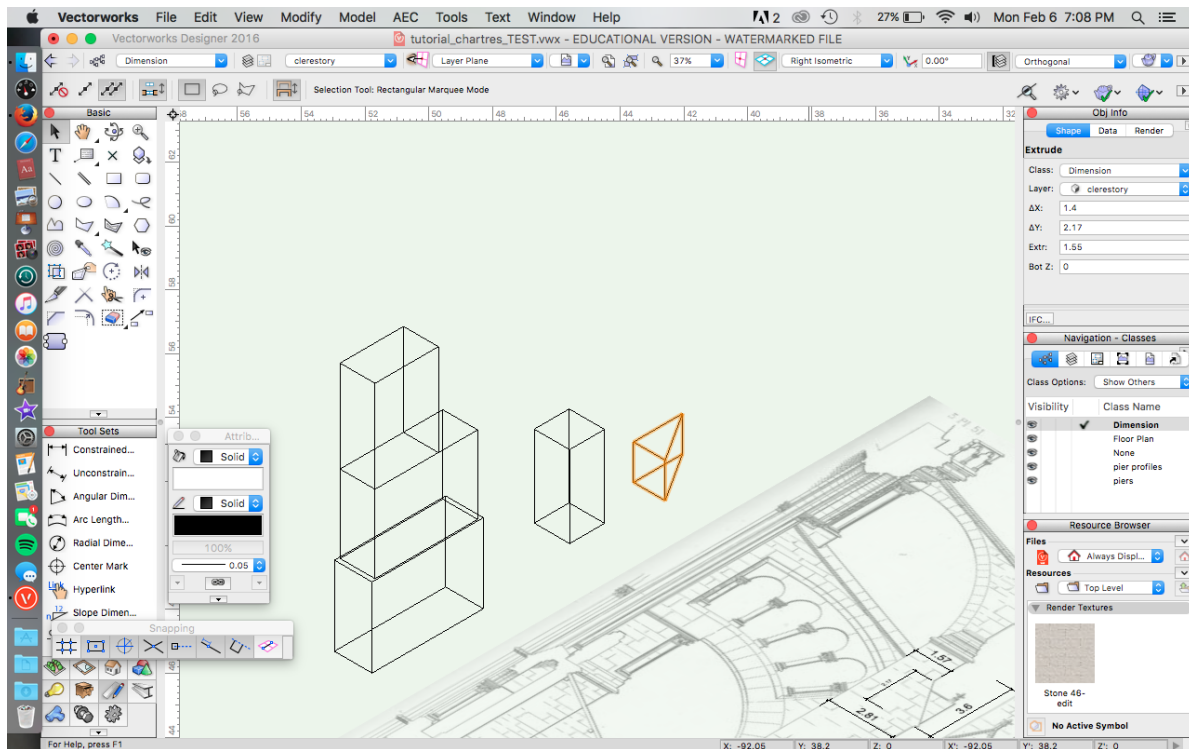 Vectorworks File Edit View Modify Model AEC Tools Text Window Help 2 27% Mon Feb 6 7:08 PM
Vectorworks Designer 2016 tutorial_chartres_TEST.vwx - EDUCATIONAL VERSION - WATERMARKED FILE
Dimension clerestory Layer Plane 37% Right Isometric 0.00° Orthogonal
Selection Tool: Rectangular Marquee Mode
Basic
56 54 52 50 48 46 44 42 40 38 36 34 32
62
60
58
56
54
46
44
Tool Sets
Constrained...
Unconstrain...
Angular Dim...
Arc Length...
Radial Dime...
Center Mark
Hyperlink
Slope Dimen...
Attrib...
Solid
Solid
100%
0.05
Snapping
1.57
2.81
3.6
Obj Info
Shape Data Render
Extrude
Class: Dimension
Layer: clerestory
ΔX: 1.4
ΔY: 2.17
Extr: 1.55
Bot Z: 0
IFC...
Navigation - Classes
Class Options: Show Others
Visibility Class Name
Dimension
Floor Plan
None
pier profiles
piers
Resource Browser
Files
Always Displ...
Resources
Top Level
Render Textures
Stone 46-
edit
No Active Symbol
For Help, press F1
X: -92.05 Y: 38.2 Z: 0 X': -92.05 Y': 38.2 Z': 0